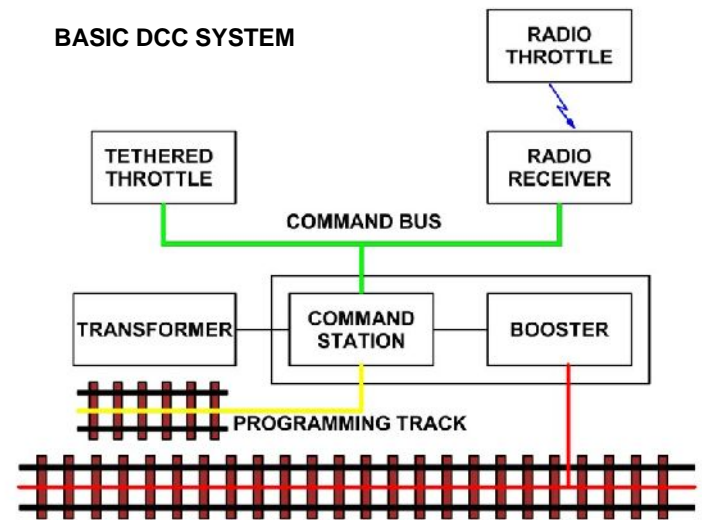 BASIC DCC SYSTEM
RADIO
THROTTLE
TETHERED
THROTTLE
RADIO
RECEIVER
COMMAND BUS
TRANSFORMER
COMMAND
STATION
BOOSTER
PROGRAMMING TRACK